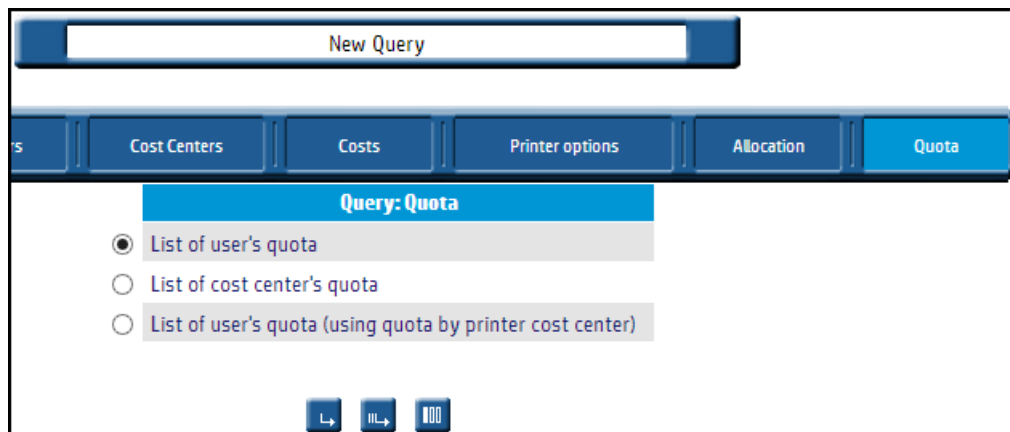 New Query
rs
Cost Centers
Costs
Printer options
Allocation
Quota
Query: Quota
List of user's quota
List of cost center's quota
List of user's quota (using quota by printer cost center)